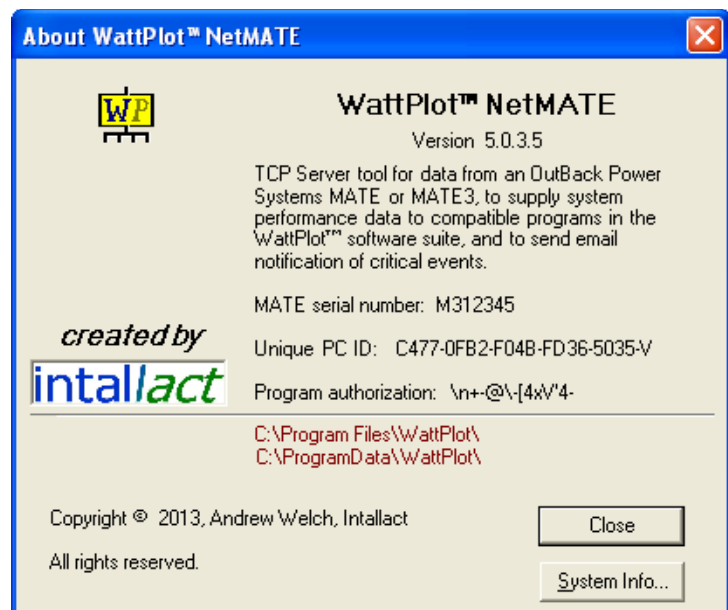 About WattPlot™ NetMATE
WP
WattPlot™ NetMATE
Version 5.0.3.5
TCP Server tool for data from an OutBack Power
Systems MATE or MATE3, to supply system
performance data to compatible programs in the
WattPlot™ software suite, and to send email
notification of critical events.
MATE serial number: M312345
created by
intallact
Unique PC ID: C477-0FB2-F04B-FD36-5035-V
Program authorization: \n+-@\-[4xV'4-
C:\Program Files\WattPlot\
C:\ProgramData\WattPlot\
Copyright © 2013, Andrew Welch, Intallact
All rights reserved.
Close
System Info...